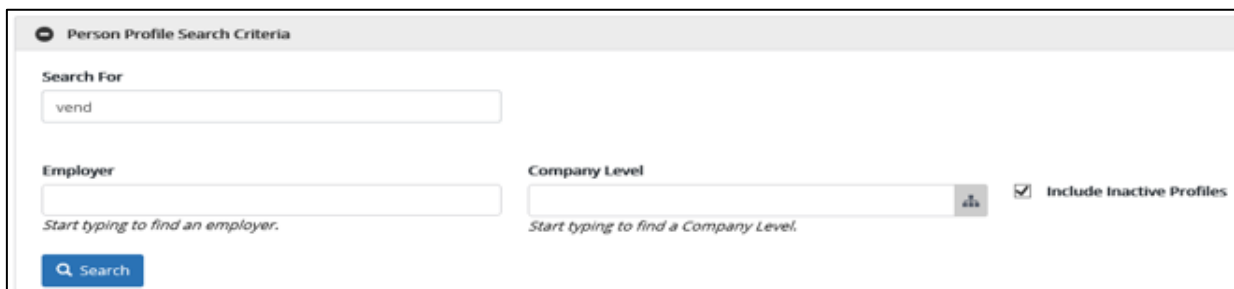 Person Profile Search Criteria
Search For
vend
Employer Company Level
Include Inactive Profiles
Start typing to find an employer. Start typing to find a Company Level.
Search